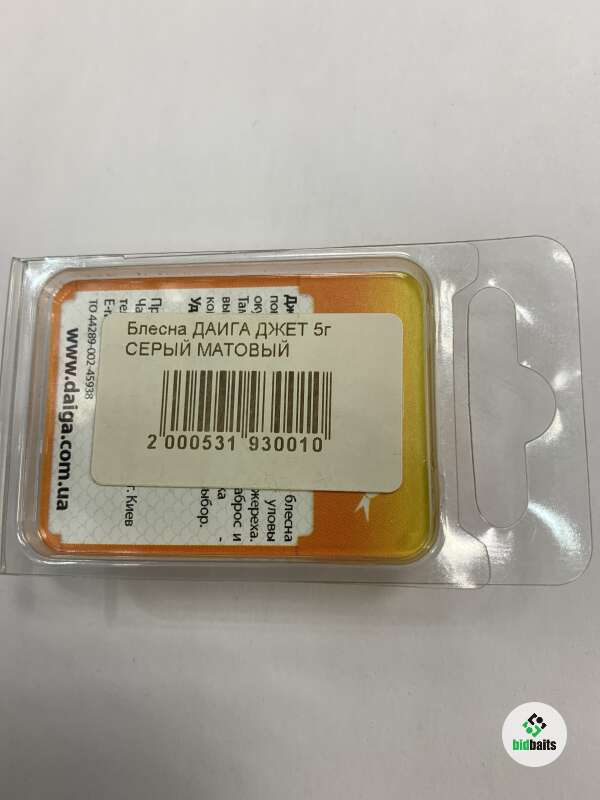 Блесна ДАИГА ДЖЕТ 5г
СЕРЫЙ МАТОВЫЙ
2 000531 930010
блесна
уловы
жереха.
аброс и
-
ыбор.
г. Киев
ТО 44289-002-45938
www.daiga.com.ua
bidbaits